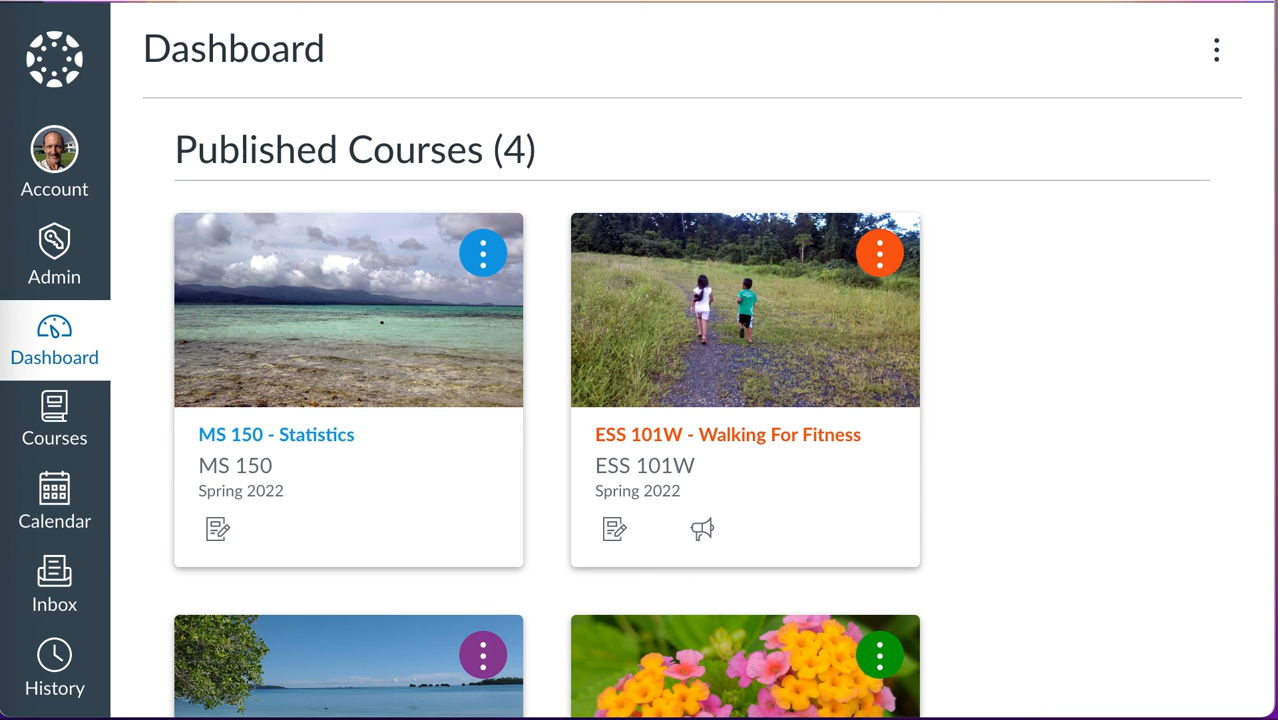 Dashboard
Published Courses (4)
Account
Admin
Dashboard
Courses
Calendar
Inbox
History
MS 150 - Statistics
MS 150
Spring 2022
ESS 101W - Walking For Fitness
ESS 101W
Spring 2022